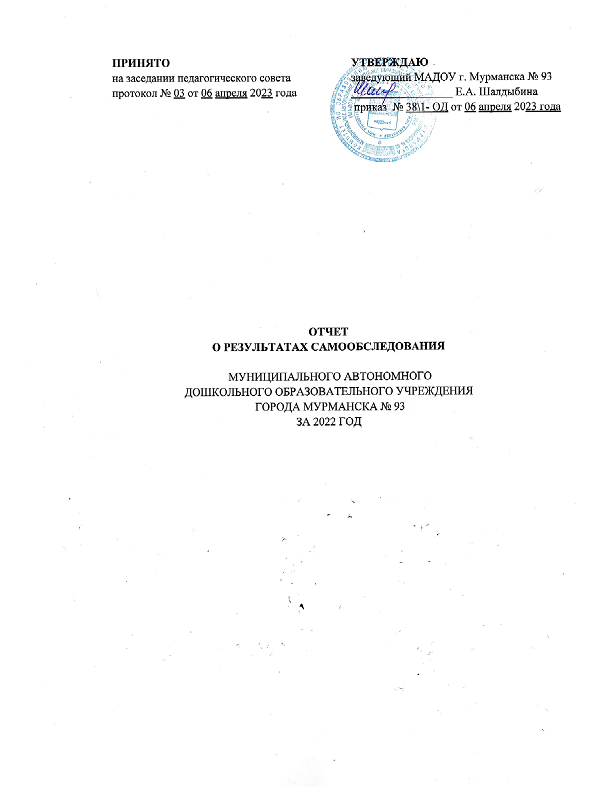 ПРИНЯТО
на заседании педагогического совета
протокол № 03 от 06 апреля 2023 года
УТВЕРЖДАЮ
заведующий МАДОУ г. Мурманска № 93
Е.А. Шалдыбина
приказ № 38\1- ОД от 06 апреля 2023 года
ОТЧЕТ
О РЕЗУЛЬТАТАХ САМООБСЛЕДОВАНИЯ
МУНИЦИПАЛЬНОГО АВТОНОМНОГО
ДОШКОЛЬНОГО ОБРАЗОВАТЕЛЬНОГО УЧРЕЖДЕНИЯ
ГОРОДА МУРМАНСКА № 93
ЗА 2022 ГОД